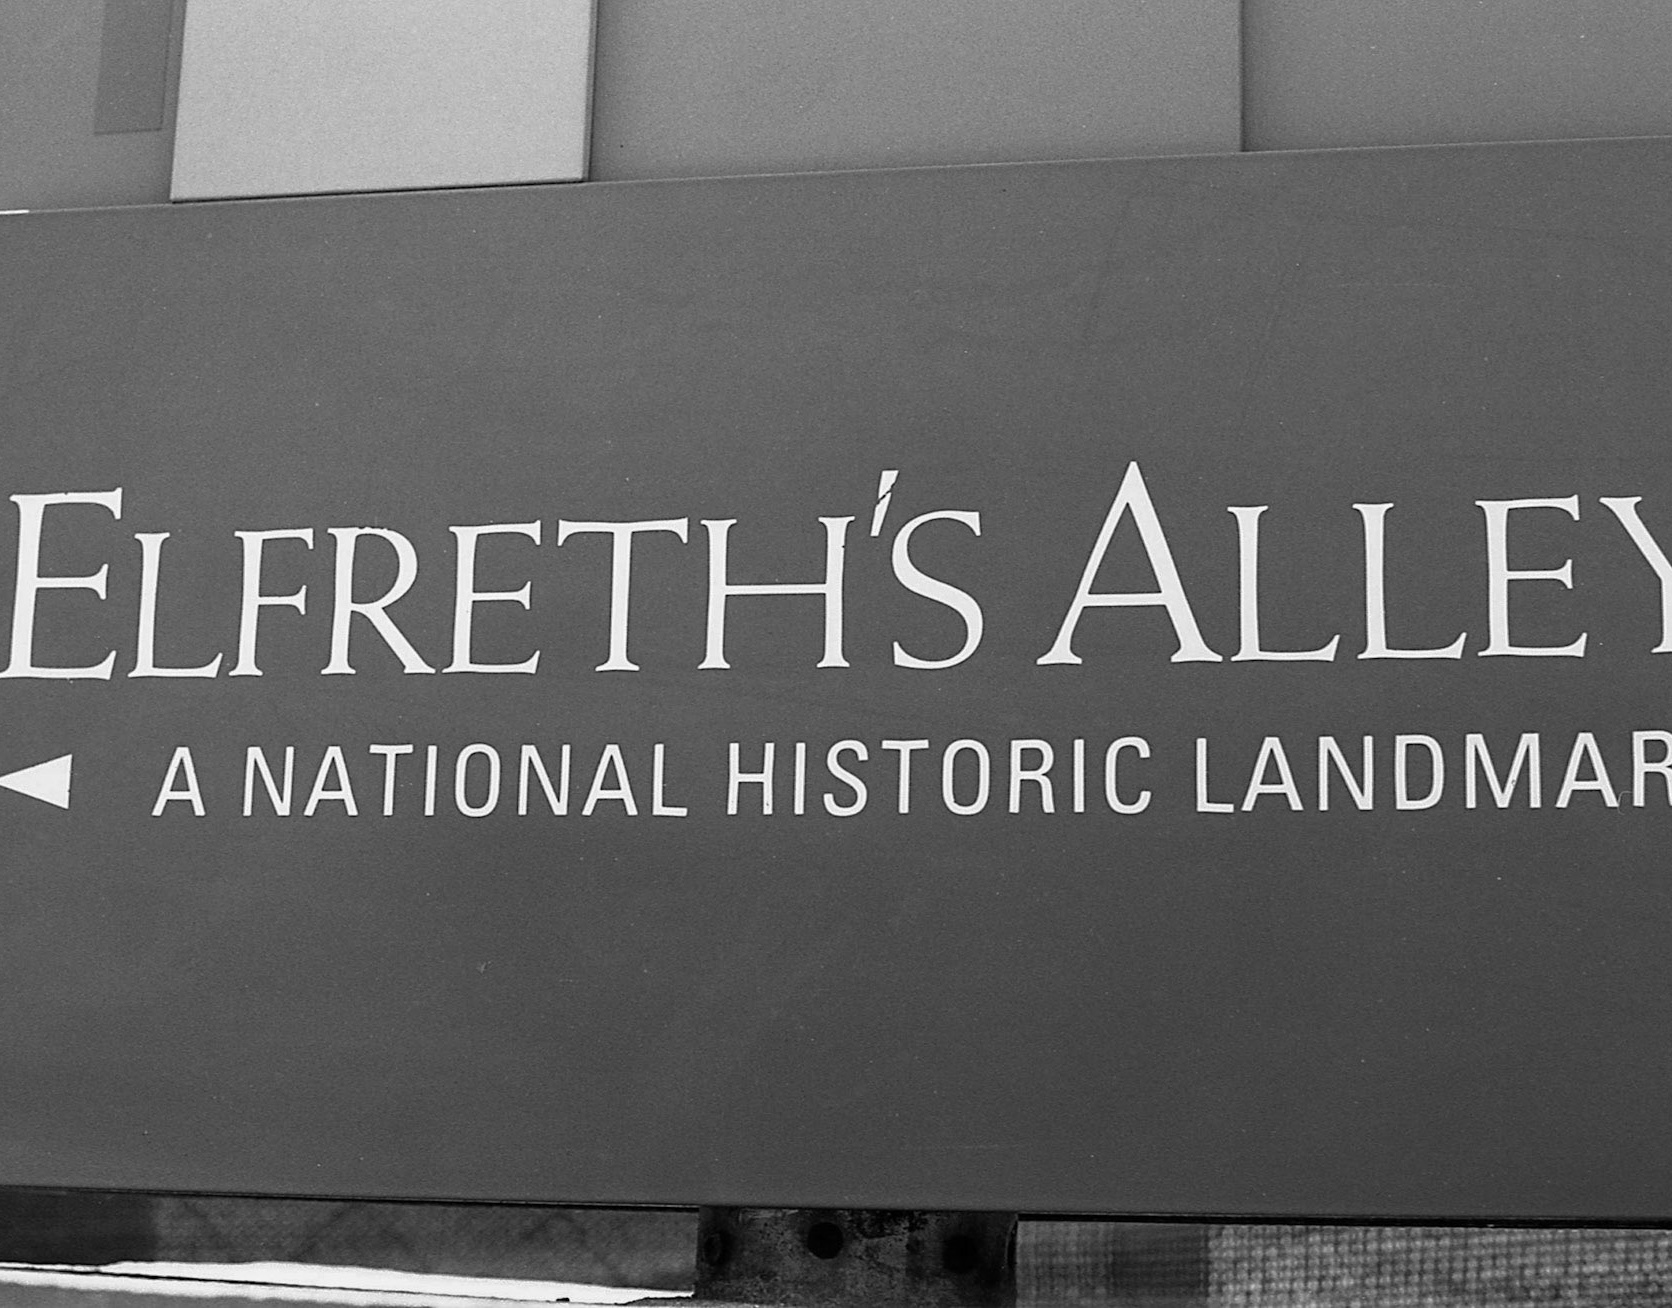 ELFRETH'S ALLEY
A NATIONAL HISTORIC LANDMAR